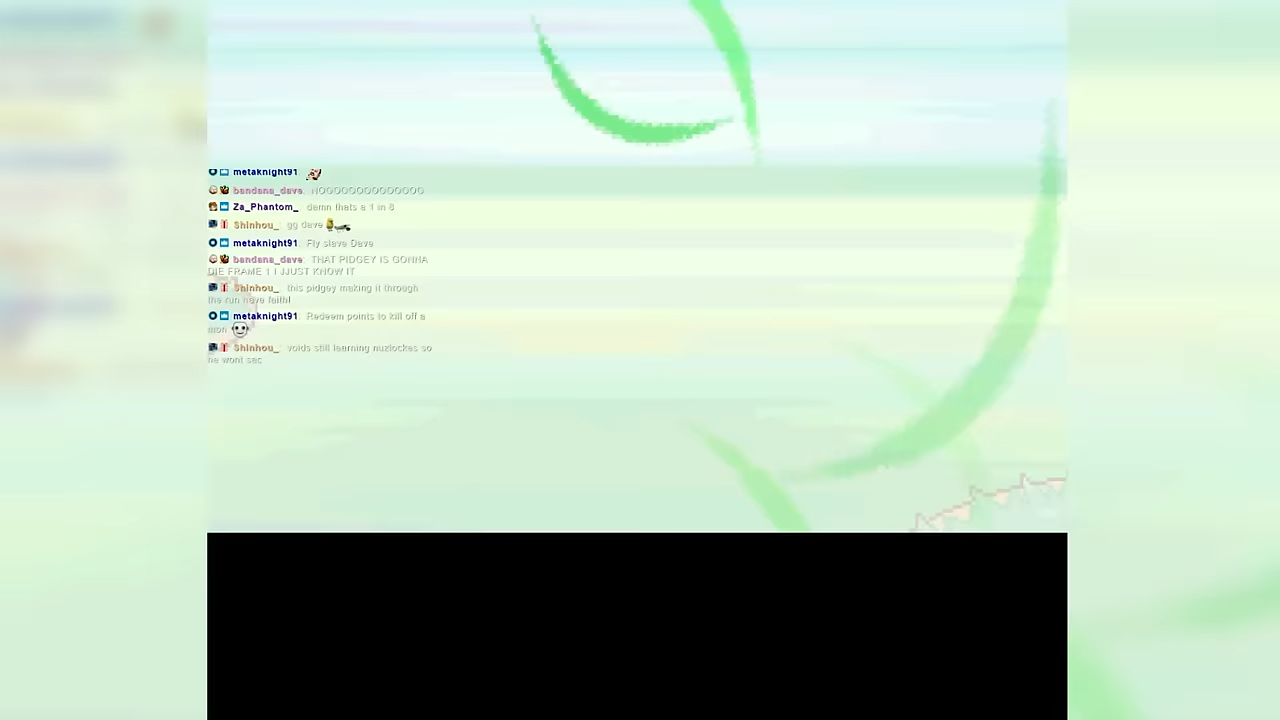 metaknight91:
bandana_dave: NOOOOOOOOOOOOOO
Za_Phantom_: damn thats a 1 in 8
Shinhou_: gg dave
metaknight91: Fly slave Dave
bandana_dave: THAT PIDGEY IS GONNA
DIE FRAME 1 I JJUST KNOW IT
Shinhou_: this pidgey making it through
the run have faith!
metaknight91: Redeem points to kill off a
mon
Shinhou_: voids still learning nuzlockes so
he wont sac